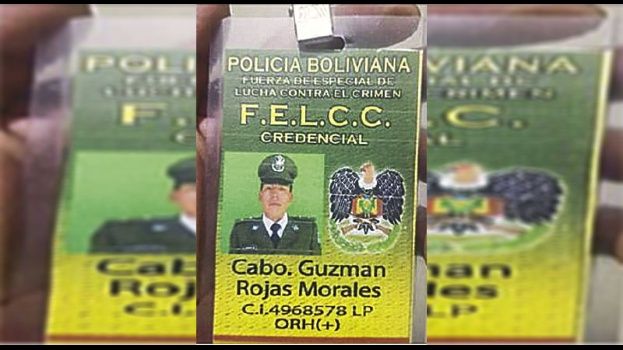 POLICIA BOLIVIANA
FUERZA DE ESPECIAL DE
LUCHA CONTRA EL CRIMEN
F.E.L.C.C.
CREDENCIAL
Cabo. Guzman
Rojas Morales
C.i.4968578 LP
ORH(+)